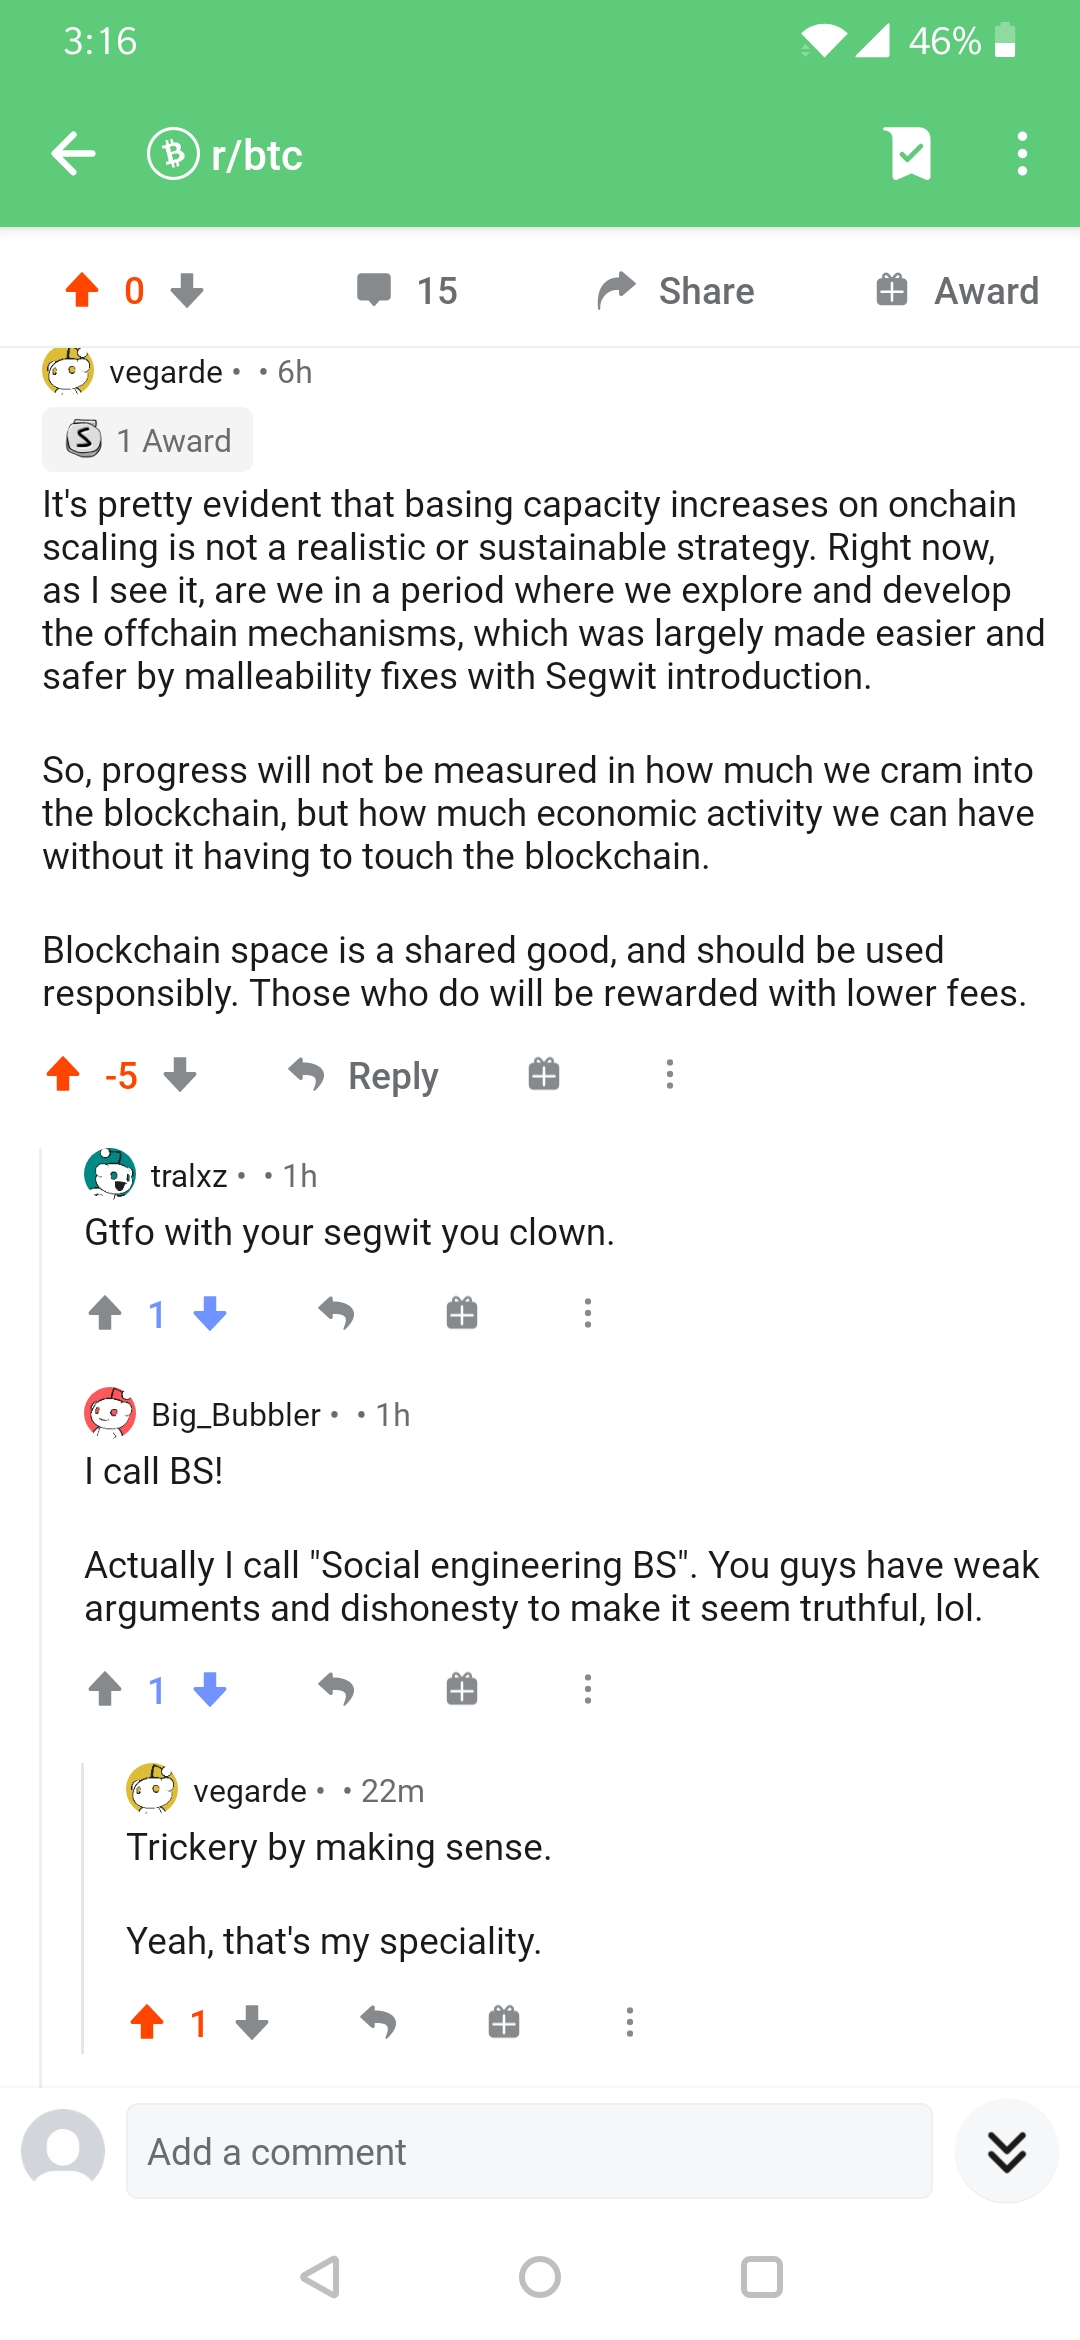 3:16 46%
r/btc
0 15 Share Award
vegarde • • 6h
S 1 Award
It's pretty evident that basing capacity increases on onchain
scaling is not a realistic or sustainable strategy. Right now,
as I see it, are we in a period where we explore and develop
the offchain mechanisms, which was largely made easier and
safer by malleability fixes with Segwit introduction.
So, progress will not be measured in how much we cram into
the blockchain, but how much economic activity we can have
without it having to touch the blockchain.
Blockchain space is a shared good, and should be used
responsibly. Those who do will be rewarded with lower fees.
-5 Reply
tralxz • • 1h
Gtfo with your segwit you clown.
1
Big_Bubbler • • 1h
I call BS!
Actually I call "Social engineering BS". You guys have weak
arguments and dishonesty to make it seem truthful, lol.
1
vegarde • • 22m
Trickery by making sense.
Yeah, that's my speciality.
1
Add a comment